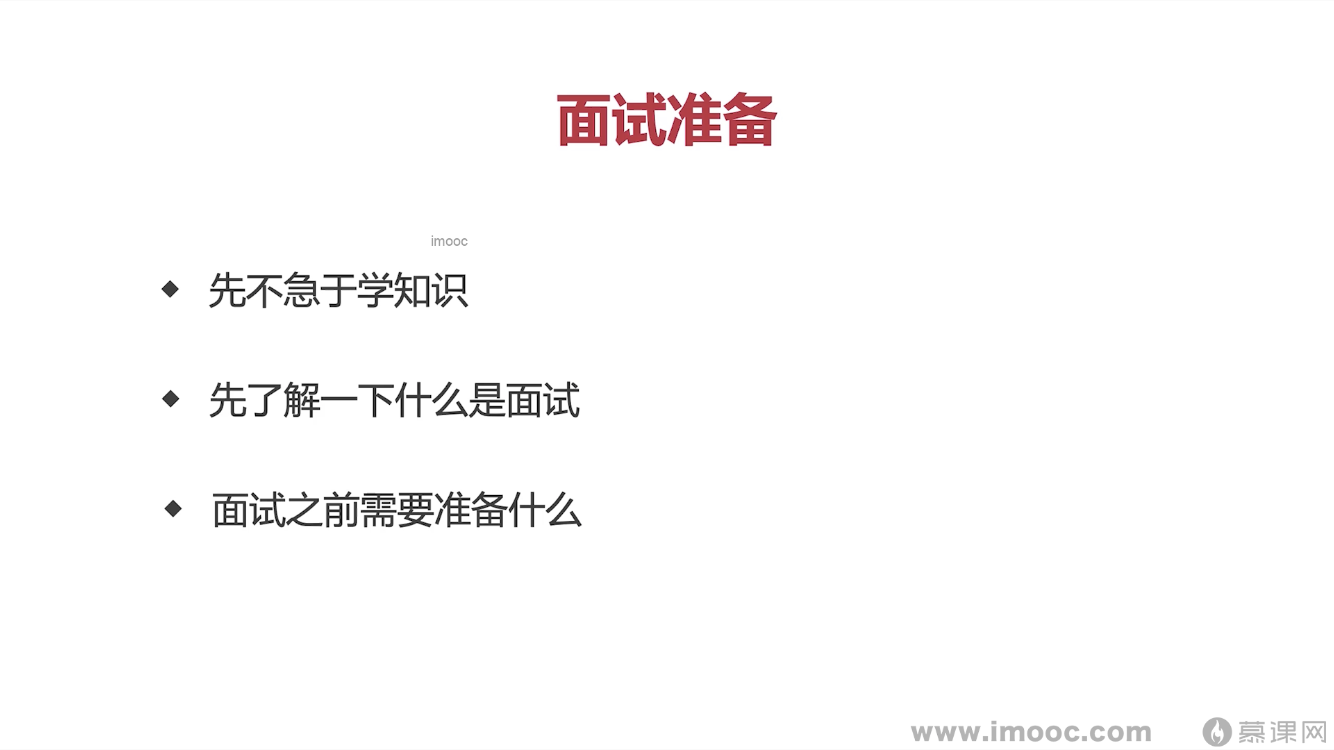 面试准备
imooc
◆ 先不急于学知识
◆ 先了解一下什么是面试
◆ 面试之前需要准备什么
www.imooc.com 慕课网